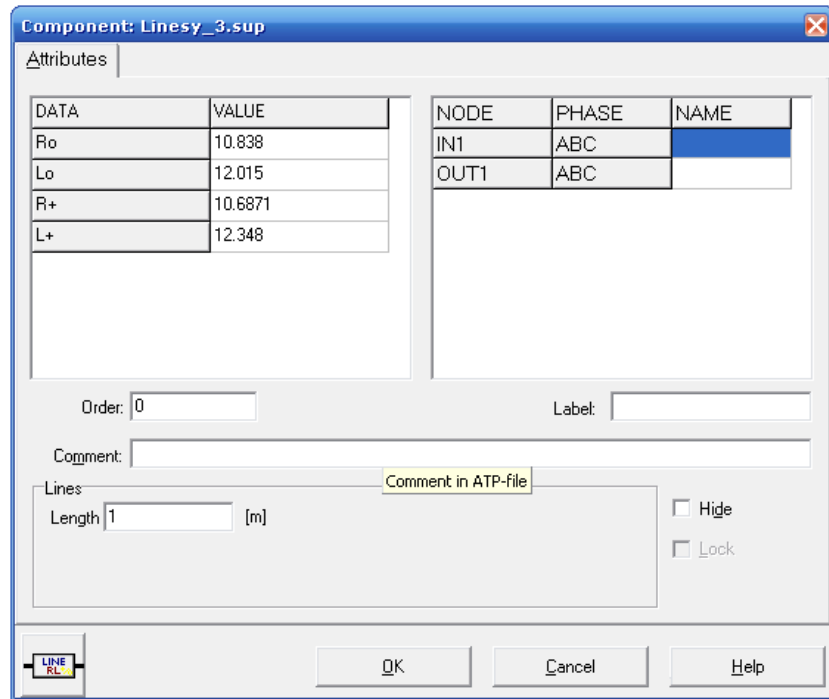 Component: Linesy_3.sup
Attributes
DATA VALUE
Ro 10.838
Lo 12.015
R+ 10.6871
L+ 12.348
NODE PHASE NAME
IN1 ABC
OUT1 ABC
Order: 0
Label:
Comment:
Comment in ATP-file
Lines
Length 1 [m]
Hide
Lock
LINE
RL
OK Cancel Help